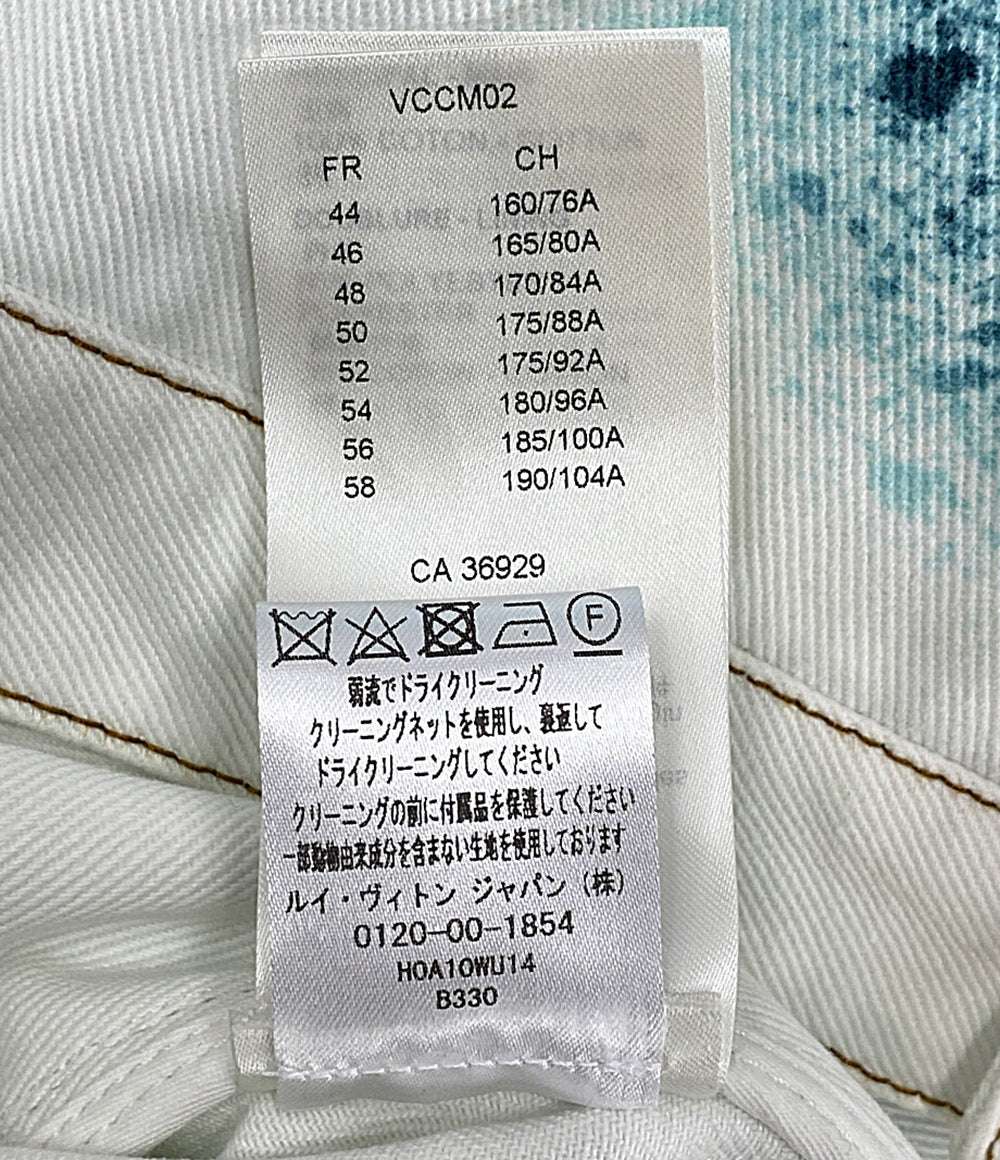 VCCM02
FR CH
44 160/76A
46 165/80A
48 170/84A
50 175/88A
52 175/92A
54 180/96A
56 185/100A
58 190/104A
CA 36929
F
弱流でドライクリーニング
クリーニングネットを使用し、裏返して
ドライクリーニングしてください
クリーニングの前に付属品を保護してください
一部動物由来成分を含まない生地を使用しております
ルイ・ヴィトン ジャパン（株）
0120-00-1854
H0A10WU14
B330